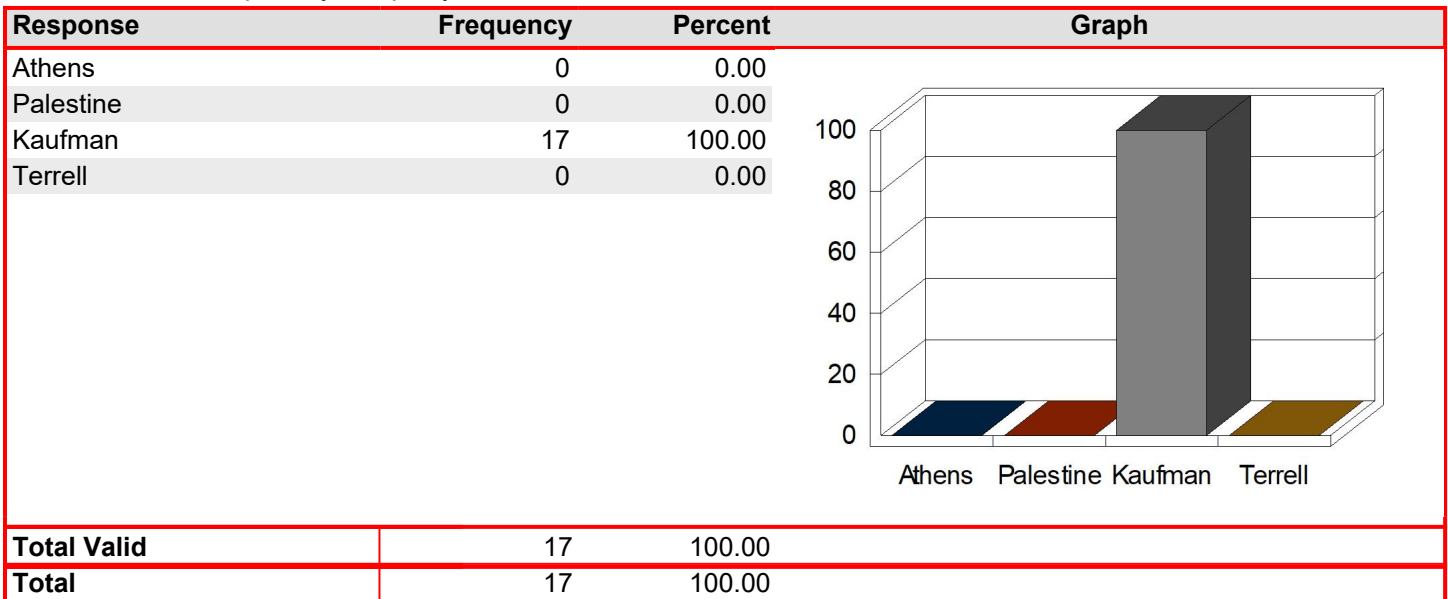 Response Frequency Percent Graph
Athens 0 0.00
Palestine 0 0.00
Kaufman 17 100.00
Terrell 0 0.00
100
80
60
40
20
0
Athens Palestine Kaufman Terrell
Total Valid 17 100.00
Total 17 100.00